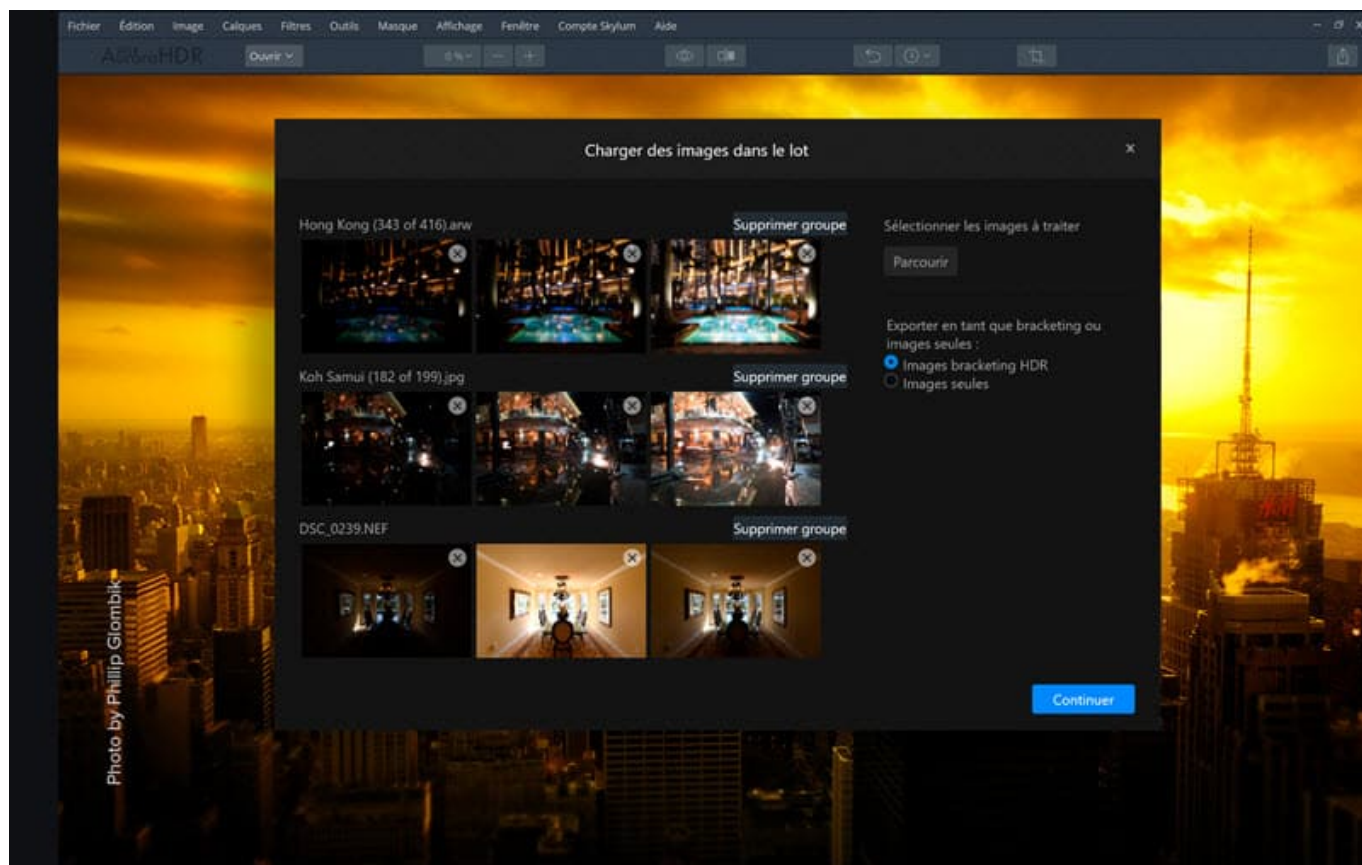 Fichier Édition Image Calques Filtres Outils Masque Affichage Fenêtre Compte Skylum Aide
AuroraHDR Ouvrir 0 %
Charger des images dans le lot
Hong Kong (343 of 416).arw Supprimer groupe
Sélectionner les images à traiter
Parcourir
Exporter en tant que bracketing ou
images seules :
Images bracketing HDR
Images seules
Koh Samui (182 of 199).jpg Supprimer groupe
DSC_0239.NEF Supprimer groupe
Continuer
H&M
Photo by Phillip Glombik